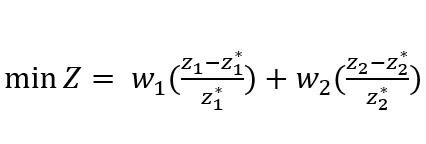 min Z = w₁(z₁−z₁*/z₁*) + w₂(z₂−z₂*/z₂*)